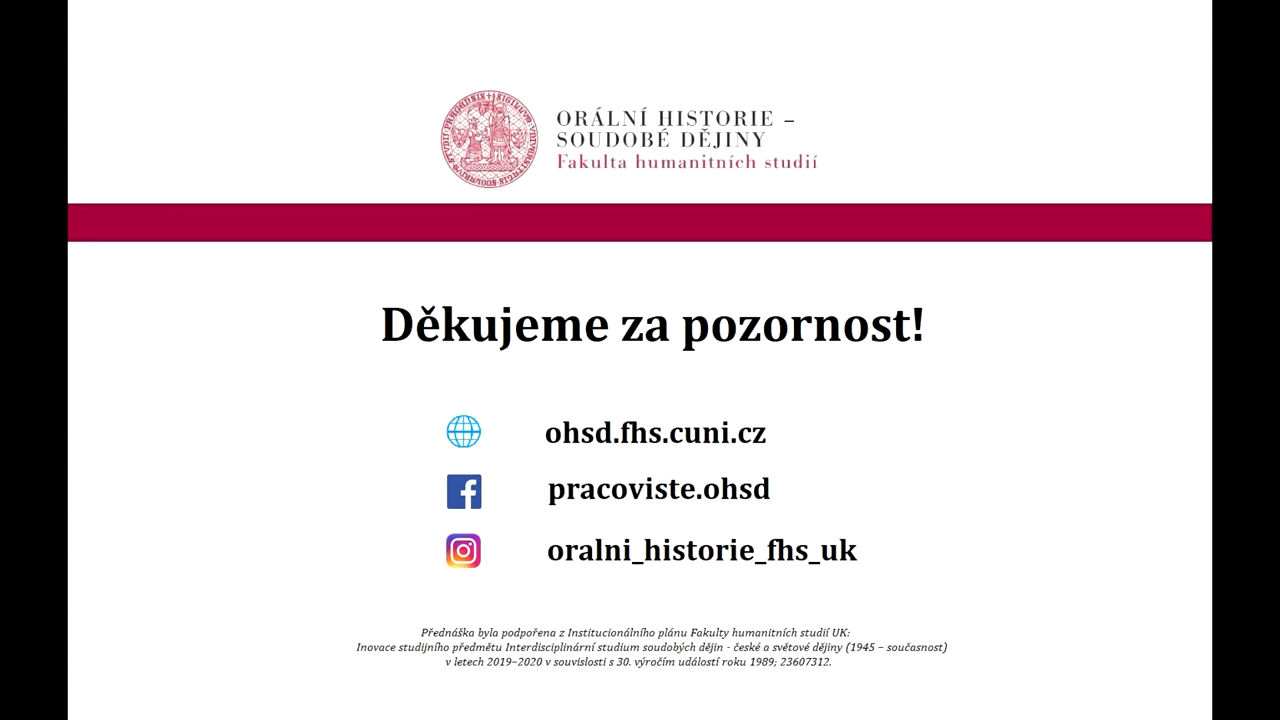 ORÁLNÍ HISTORIE –
SOUDOBÉ DĚJINY
Fakulta humanitních studií
Děkujeme za pozornost!
ohsd.fhs.cuni.cz
pracoviste.ohsd
oralni_historie_fhs_uk
Přednáška byla podpořena z Institucionálního plánu Fakulty humanitních studií UK:
Inovace studijního předmětu Interdisciplinární studium soudobých dějin - české a světové dějiny (1945 – současnost)
v letech 2019–2020 v souvislosti s 30. výročím událostí roku 1989; 23607312.